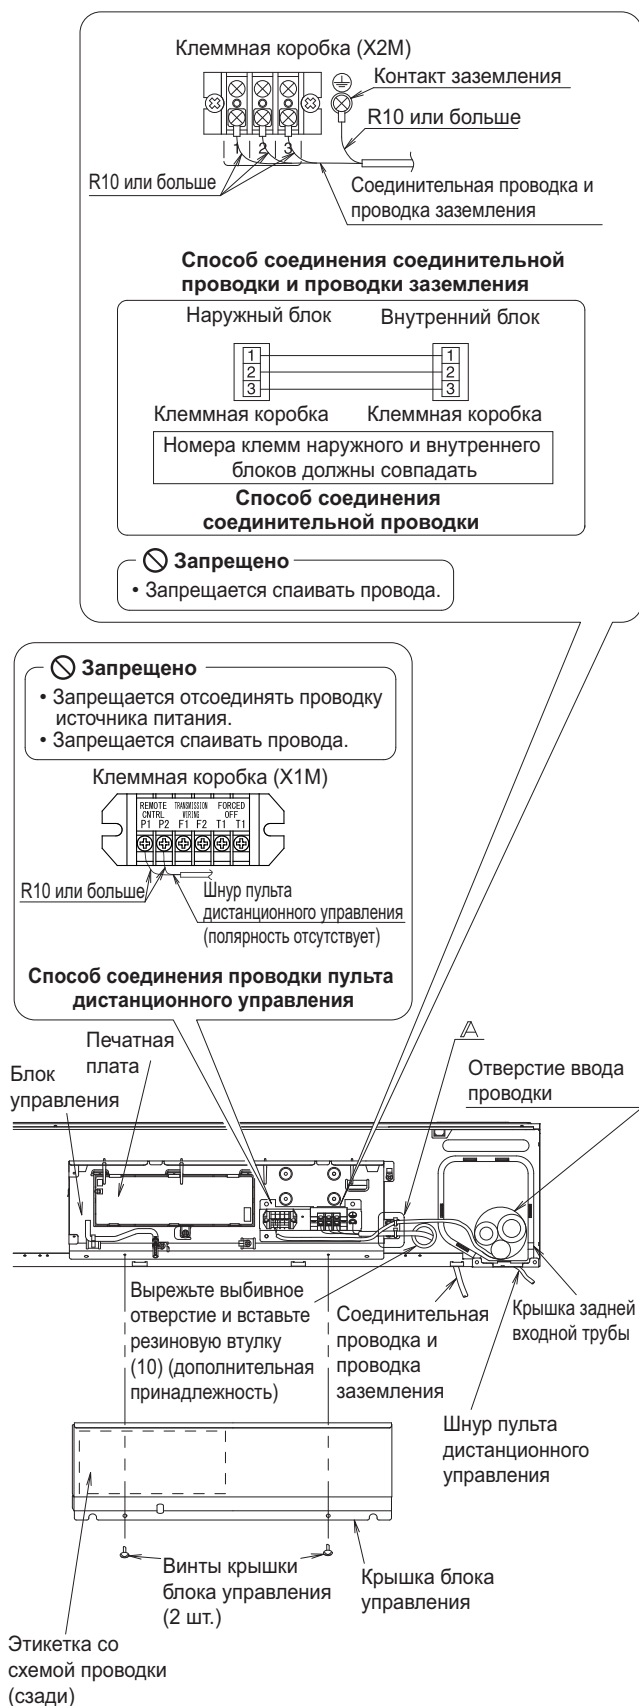 Клеммная коробка (X2M)
Контакт заземления
R10 или больше
1 2 3
R10 или больше
Соединительная проводка и
проводка заземления
Способ соединения соединительной
проводки и проводки заземления
Наружный блок Внутренний блок
1 1
2 2
3 3
Клеммная коробка Клеммная коробка
Номера клемм наружного и внутреннего
блоков должны совпадать
Способ соединения
соединительной проводки
Запрещено
• Запрещается спаивать провода.
Запрещено
• Запрещается отсоединять проводку
источника питания.
• Запрещается спаивать провода.
Клеммная коробка (X1M)
REMOTE TRANSMISSION FORCED
CNTRL WIRING OFF
P1 P2 F1 F2 T1 T1
R10 или больше
Шнур пульта
дистанционного управления
(полярность отсутствует)
Способ соединения проводки пульта
дистанционного управления
A
Печатная
плата
Блок
управления
Отверстие ввода
проводки
Вырежьте выбивное
отверстие и вставьте
резиновую втулку
(10) (дополнительная
принадлежность)
Соединительная
проводка и
проводка
заземления
Крышка задней
входной трубы
Шнур пульта
дистанционного
управления
Винты крышки
блока управления
(2 шт.)
Крышка блока
управления
Этикетка со
схемой проводки
(сзади)